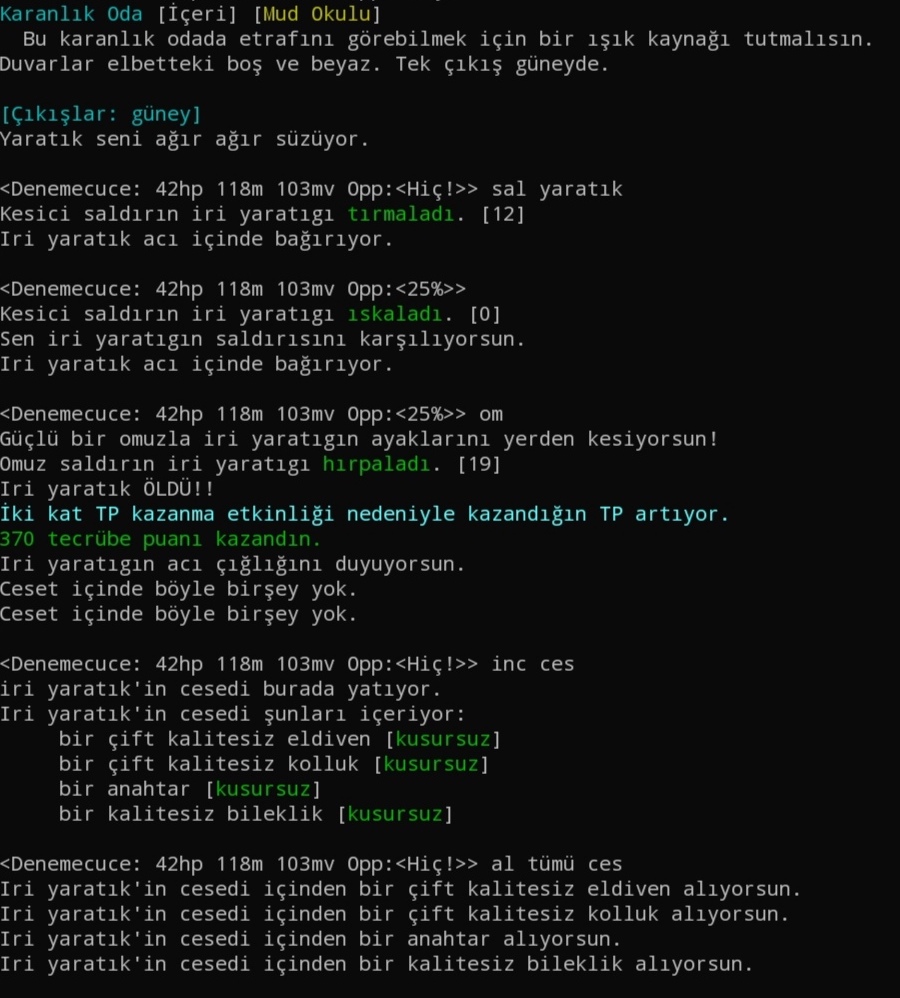 Karanlık Oda [İçeri] [Mud Okulu]
Bu karanlık odada etrafını görebilmek için bir ışık kaynağı tutmalısın.
Duvarlar elbetteki boş ve beyaz. Tek çıkış güneyde.
[Çıkışlar: güney]
Yaratık seni ağır ağır süzüyor.
<Denemecuce: 42hp 118m 103mv Opp:<Hiç!>> sal yaratık
Kesici saldırın iri yaratıgı tırmaladı. [12]
Iri yaratık acı içinde bağırıyor.
<Denemecuce: 42hp 118m 103mv Opp:<25%>>
Kesici saldırın iri yaratıgı ıskaladı. [0]
Sen iri yaratıgın saldırısını karşılıyorsun.
Iri yaratık acı içinde bağırıyor.
<Denemecuce: 42hp 118m 103mv Opp:<25%>> om
Güçlü bir omuzla iri yaratıgın ayaklarını yerden kesiyorsun!
Omuz saldırın iri yaratıgı hırpaladı. [19]
Iri yaratık ÖLDÜ!!
İki kat TP kazanma etkinliği nedeniyle kazandığın TP artıyor.
370 tecrübe puanı kazandın.
Iri yaratıgın acı çığlığını duyuyorsun.
Ceset içinde böyle birşey yok.
Ceset içinde böyle birşey yok.
<Denemecuce: 42hp 118m 103mv Opp:<Hiç!>> inc ces
iri yaratık'in cesedi burada yatıyor.
Iri yaratık'in cesedi şunları içeriyor:
bir çift kalitesiz eldiven [kusursuz]
bir çift kalitesiz kolluk [kusursuz]
bir anahtar [kusursuz]
bir kalitesiz bileklik [kusursuz]
<Denemecuce: 42hp 118m 103mv Opp:<Hiç!>> al tümü ces
Iri yaratık'in cesedi içinden bir çift kalitesiz eldiven alıyorsun.
Iri yaratık'in cesedi içinden bir çift kalitesiz kolluk alıyorsun.
Iri yaratık'in cesedi içinden bir anahtar alıyorsun.
Iri yaratık'in cesedi içinden bir kalitesiz bileklik alıyorsun.